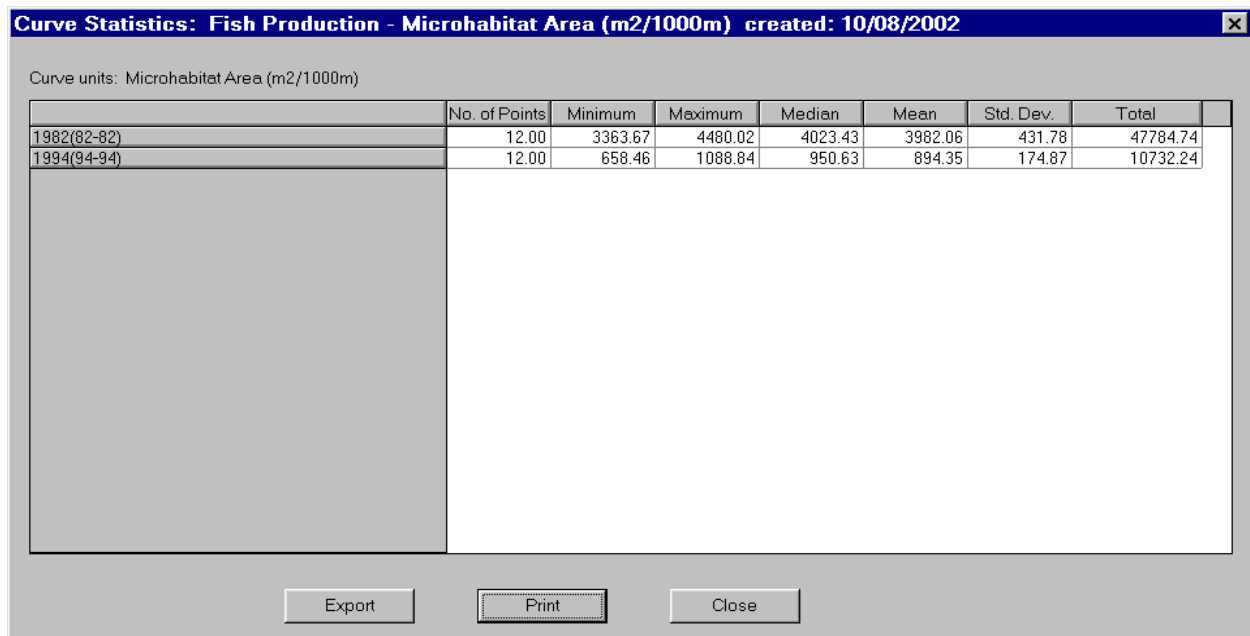 Curve Statistics: Fish Production - Microhabitat Area (m2/1000m) created: 10/08/2002
Curve units: Microhabitat Area (m2/1000m)
No. of Points Minimum Maximum Median Mean Std. Dev. Total
1982(82-82) 12.00 3363.67 4480.02 4023.43 3982.06 431.78 47784.74
1994(94-94) 12.00 658.46 1088.84 950.63 894.35 174.87 10732.24
Export Print Close